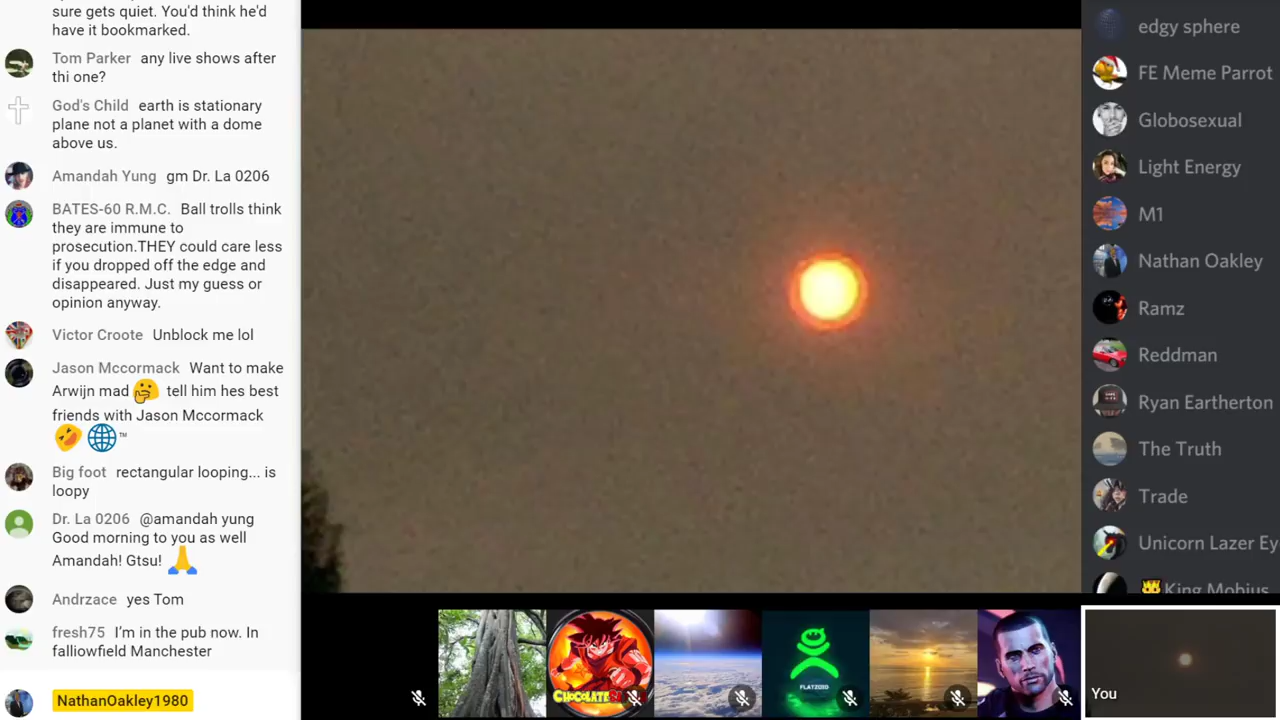 sure gets quiet. You'd think he'd
have it bookmarked.
Tom Parker any live shows after
thi one?
God's Child earth is stationary
plane not a planet with a dome
above us.
Amandah Yung gm Dr. La 0206
BATES-60 R.M.C. Ball trolls think
they are immune to
prosecution.THEY could care less
if you dropped off the edge and
disappeared. Just my guess or
opinion anyway.
Victor Croote Unblock me lol
Jason Mccormack Want to make
Arwijn mad 🤔 tell him hes best
friends with Jason Mccormack
🤣 🌐 ™
Big foot rectangular looping... is
loopy
Dr. La 0206 @amandah yung
Good morning to you as well
Amandah! Gtsu! 🙏
Andrzace yes Tom
fresh75 I'm in the pub now. In
falliowfield Manchester
NathanOakley1980
edgy sphere
FE Meme Parrot
Globosexual
Light Energy
M1
Nathan Oakley
Ramz
Reddman
Ryan Eartherton
The Truth
Trade
Unicorn Lazer Ey
King Mobius
CHOCOLATE
FLATZOID
You